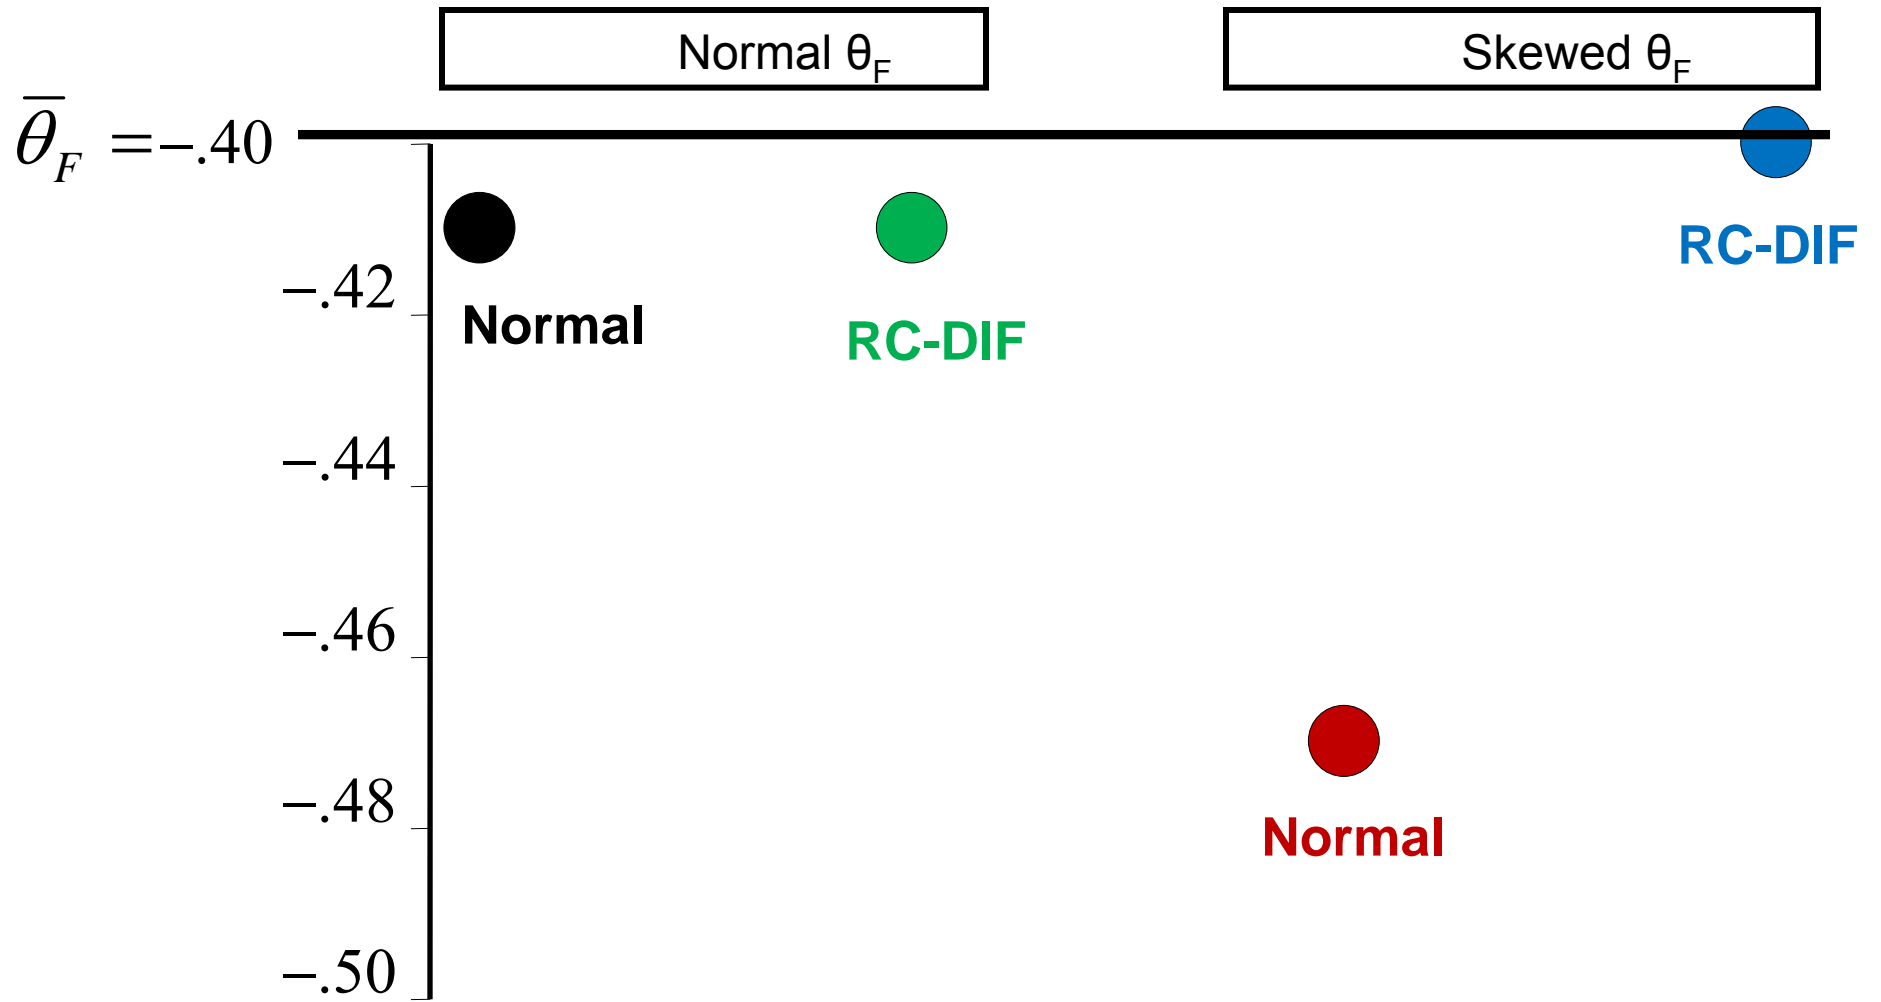 Normal θF
Skewed θF
θ̅F = –.40
RC-DIF
–.42
Normal
RC-DIF
–.44
–.46
–.48
Normal
–.50